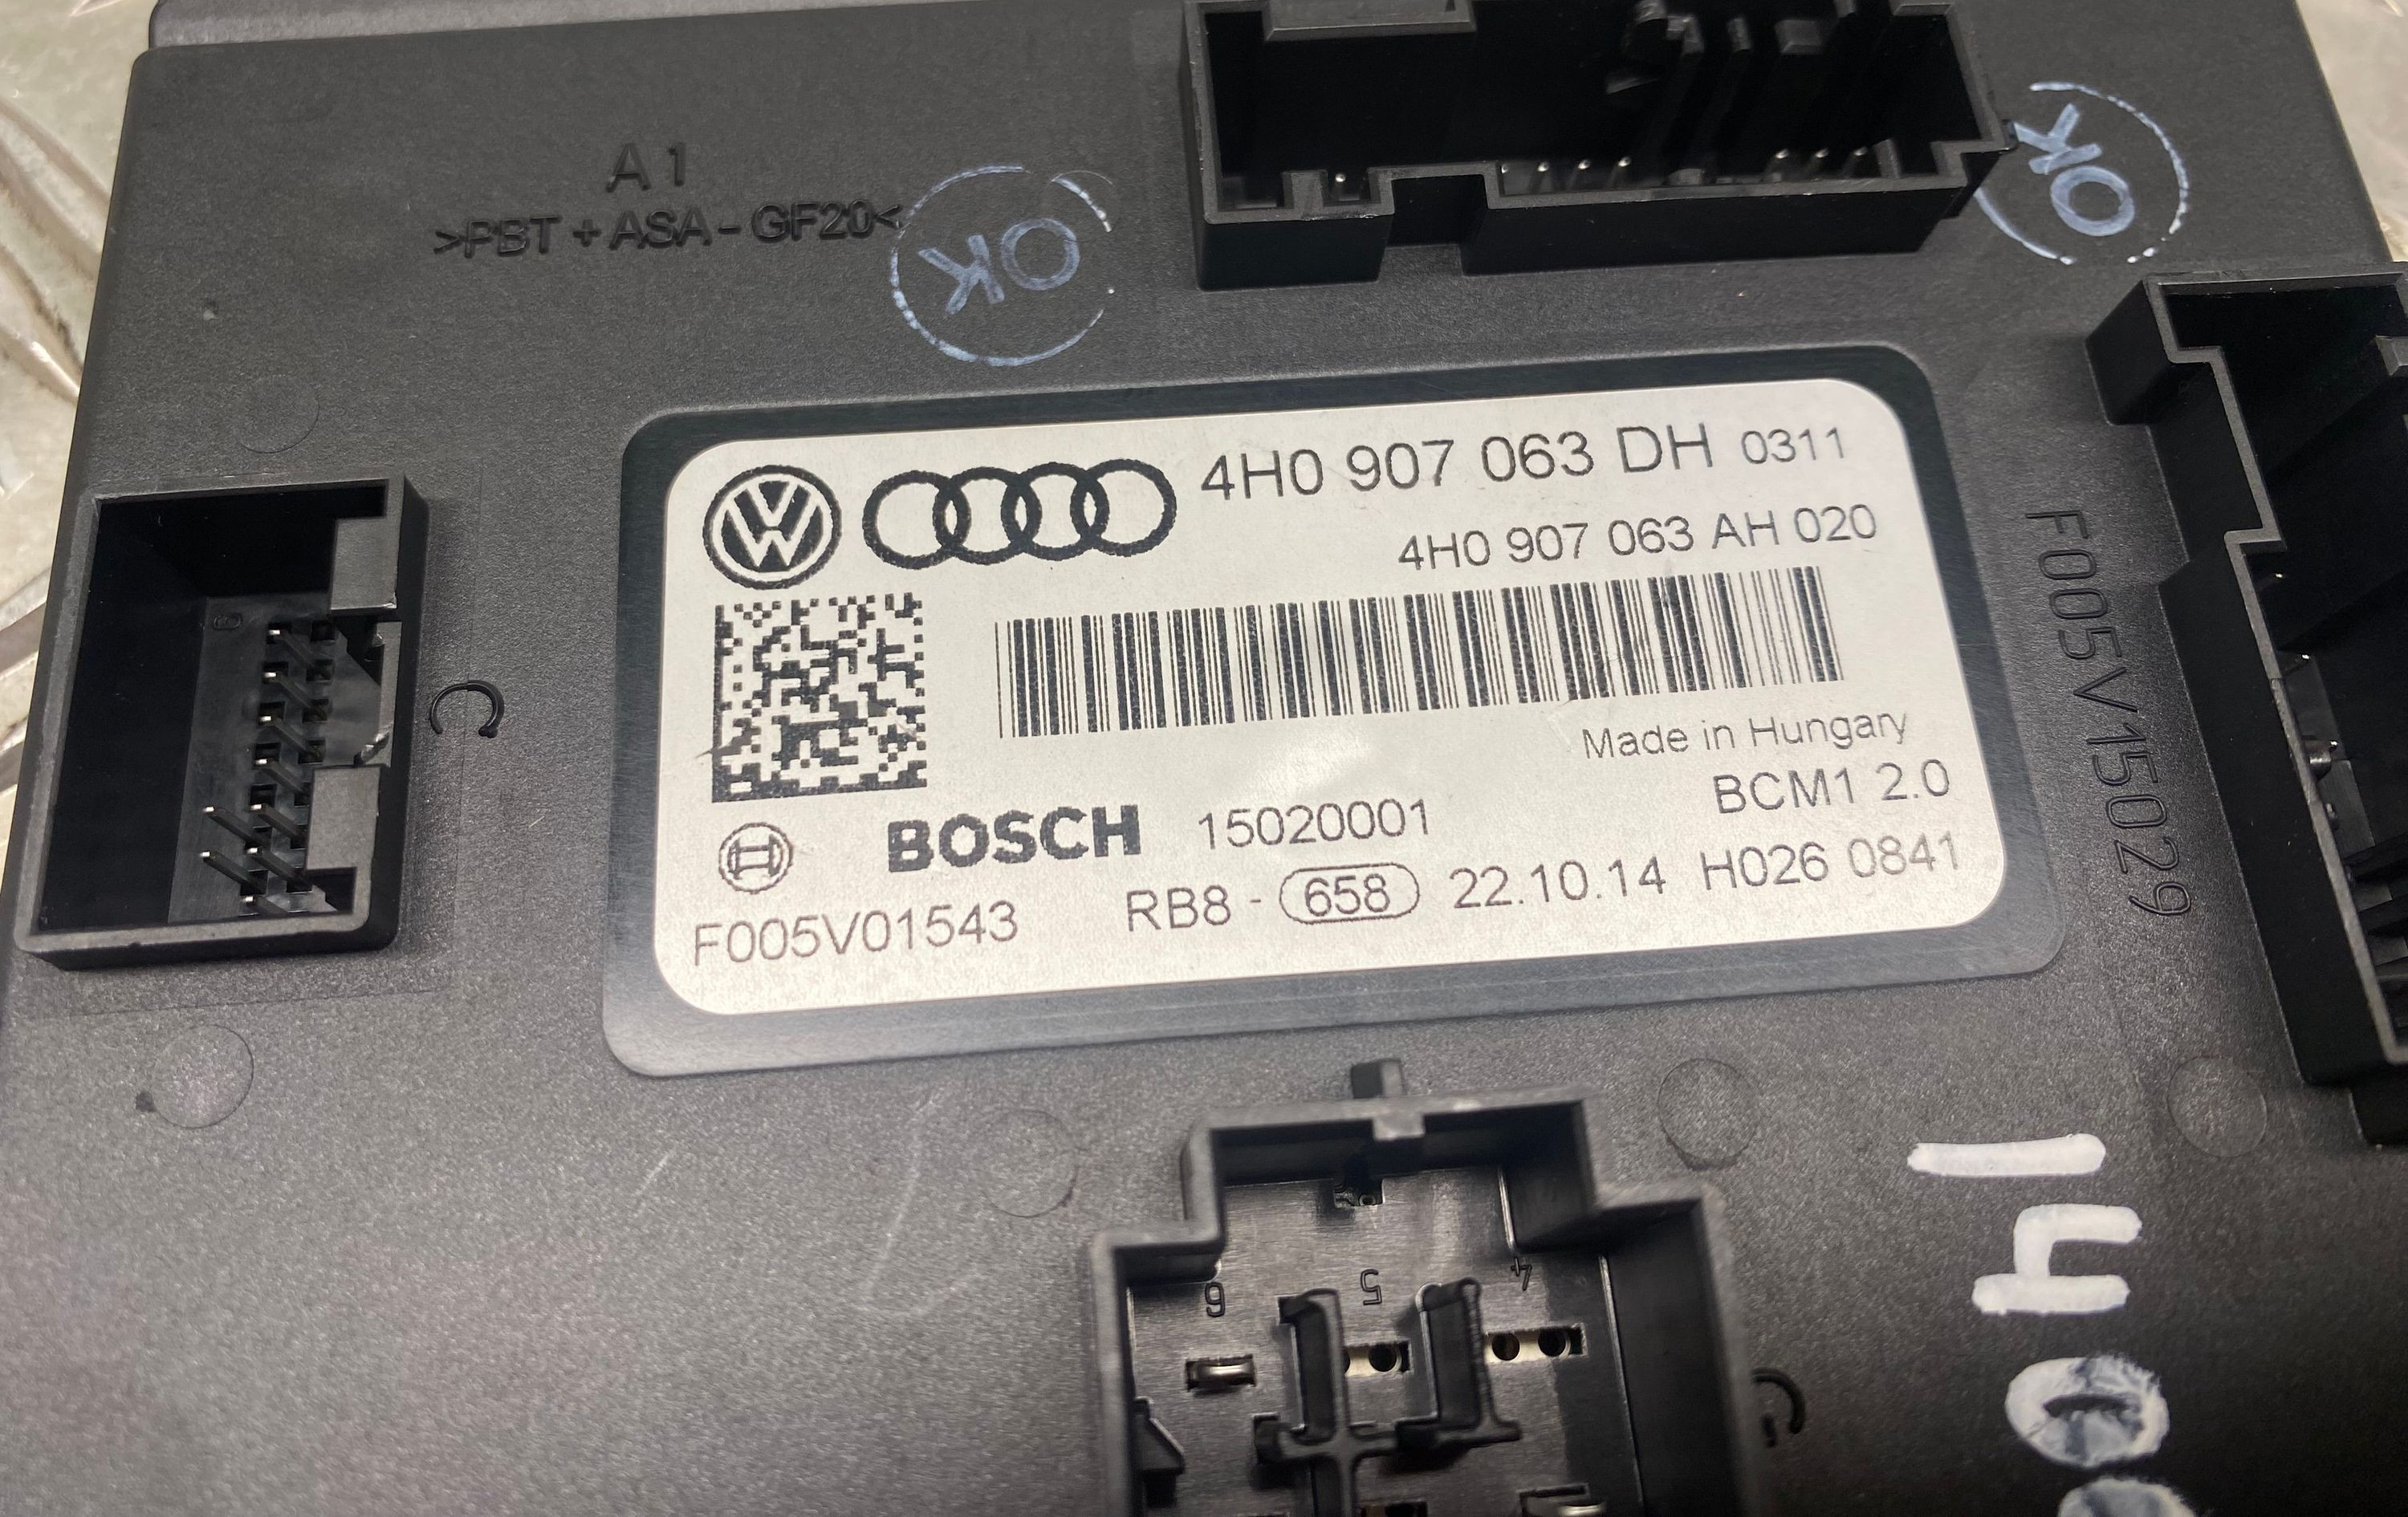 A1
>PBT + ASA - GF20<
OK
OK
4H0 907 063 DH 0311
4H0 907 063 AH 020
Made in Hungary
BCM1 2.0
BOSCH 15020001
F005V01543 RB8 - 658 22.10.14 H026 0841
F005V15029
C
6 5 4
G